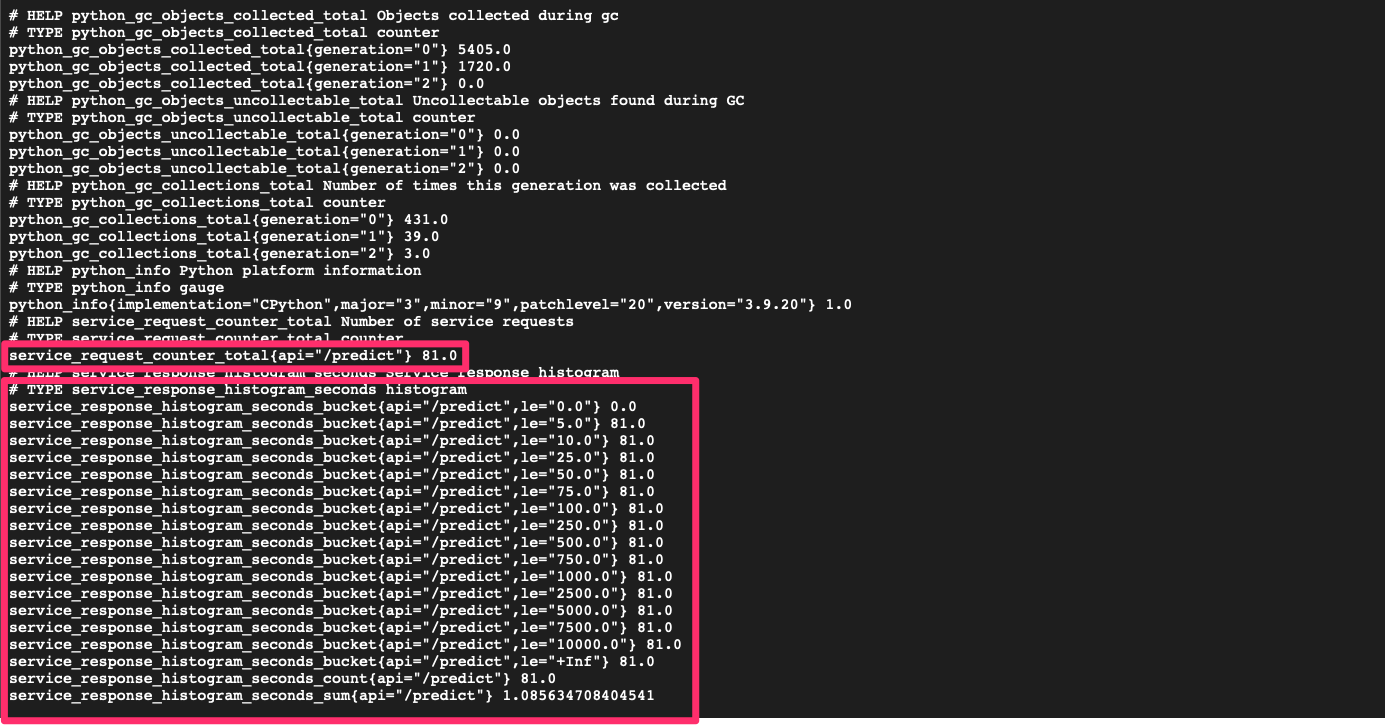 # HELP python_gc_objects_collected_total Objects collected during gc
# TYPE python_gc_objects_collected_total counter
python_gc_objects_collected_total{generation="0"} 5405.0
python_gc_objects_collected_total{generation="1"} 1720.0
python_gc_objects_collected_total{generation="2"} 0.0
# HELP python_gc_objects_uncollectable_total Uncollectable objects found during GC
# TYPE python_gc_objects_uncollectable_total counter
python_gc_objects_uncollectable_total{generation="0"} 0.0
python_gc_objects_uncollectable_total{generation="1"} 0.0
python_gc_objects_uncollectable_total{generation="2"} 0.0
# HELP python_gc_collections_total Number of times this generation was collected
# TYPE python_gc_collections_total counter
python_gc_collections_total{generation="0"} 431.0
python_gc_collections_total{generation="1"} 39.0
python_gc_collections_total{generation="2"} 3.0
# HELP python_info Python platform information
# TYPE python_info gauge
python_info{implementation="CPython",major="3",minor="9",patchlevel="20",version="3.9.20"} 1.0
# HELP service_request_counter_total Number of service requests
# TYPE service_request_counter_total counter
service_request_counter_total{api="/predict"} 81.0
# HELP service_response_histogram_seconds Service response histogram
# TYPE service_response_histogram_seconds histogram
service_response_histogram_seconds_bucket{api="/predict",le="0.0"} 0.0
service_response_histogram_seconds_bucket{api="/predict",le="5.0"} 81.0
service_response_histogram_seconds_bucket{api="/predict",le="10.0"} 81.0
service_response_histogram_seconds_bucket{api="/predict",le="25.0"} 81.0
service_response_histogram_seconds_bucket{api="/predict",le="50.0"} 81.0
service_response_histogram_seconds_bucket{api="/predict",le="75.0"} 81.0
service_response_histogram_seconds_bucket{api="/predict",le="100.0"} 81.0
service_response_histogram_seconds_bucket{api="/predict",le="250.0"} 81.0
service_response_histogram_seconds_bucket{api="/predict",le="500.0"} 81.0
service_response_histogram_seconds_bucket{api="/predict",le="750.0"} 81.0
service_response_histogram_seconds_bucket{api="/predict",le="1000.0"} 81.0
service_response_histogram_seconds_bucket{api="/predict",le="2500.0"} 81.0
service_response_histogram_seconds_bucket{api="/predict",le="5000.0"} 81.0
service_response_histogram_seconds_bucket{api="/predict",le="7500.0"} 81.0
service_response_histogram_seconds_bucket{api="/predict",le="10000.0"} 81.0
service_response_histogram_seconds_bucket{api="/predict",le="+Inf"} 81.0
service_response_histogram_seconds_count{api="/predict"} 81.0
service_response_histogram_seconds_sum{api="/predict"} 1.085634708404541